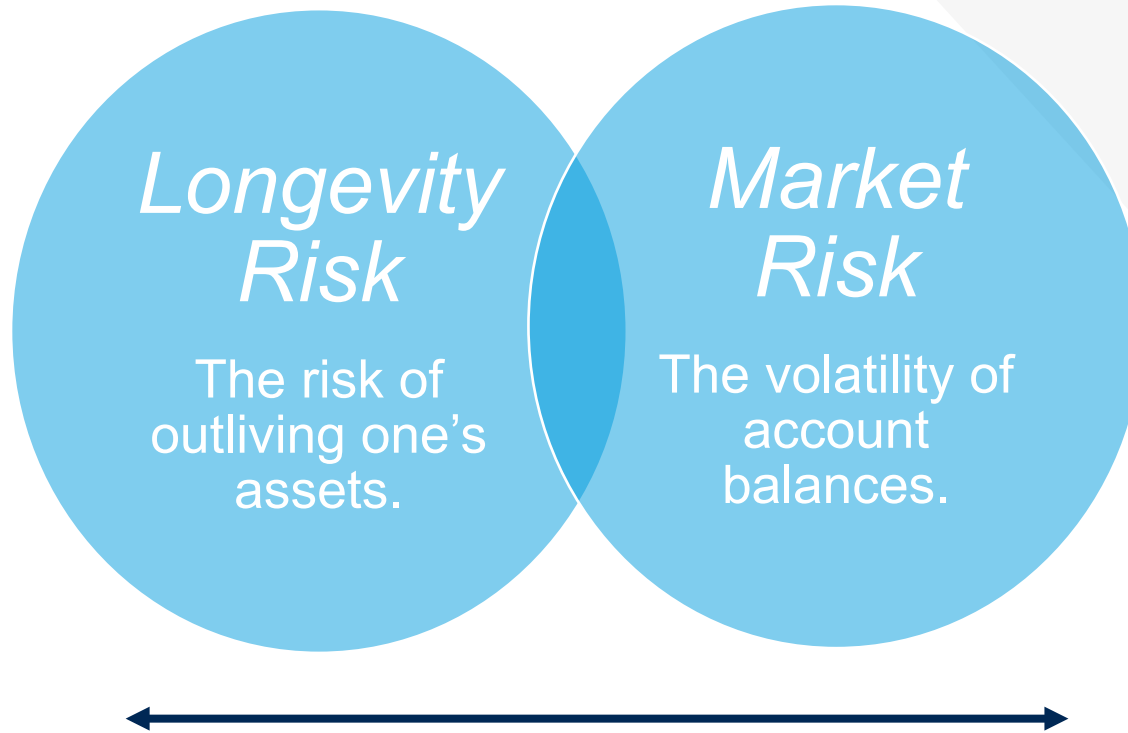 Longevity
Risk
The risk of
outliving one’s
assets.
Market
Risk
The volatility of
account
balances.